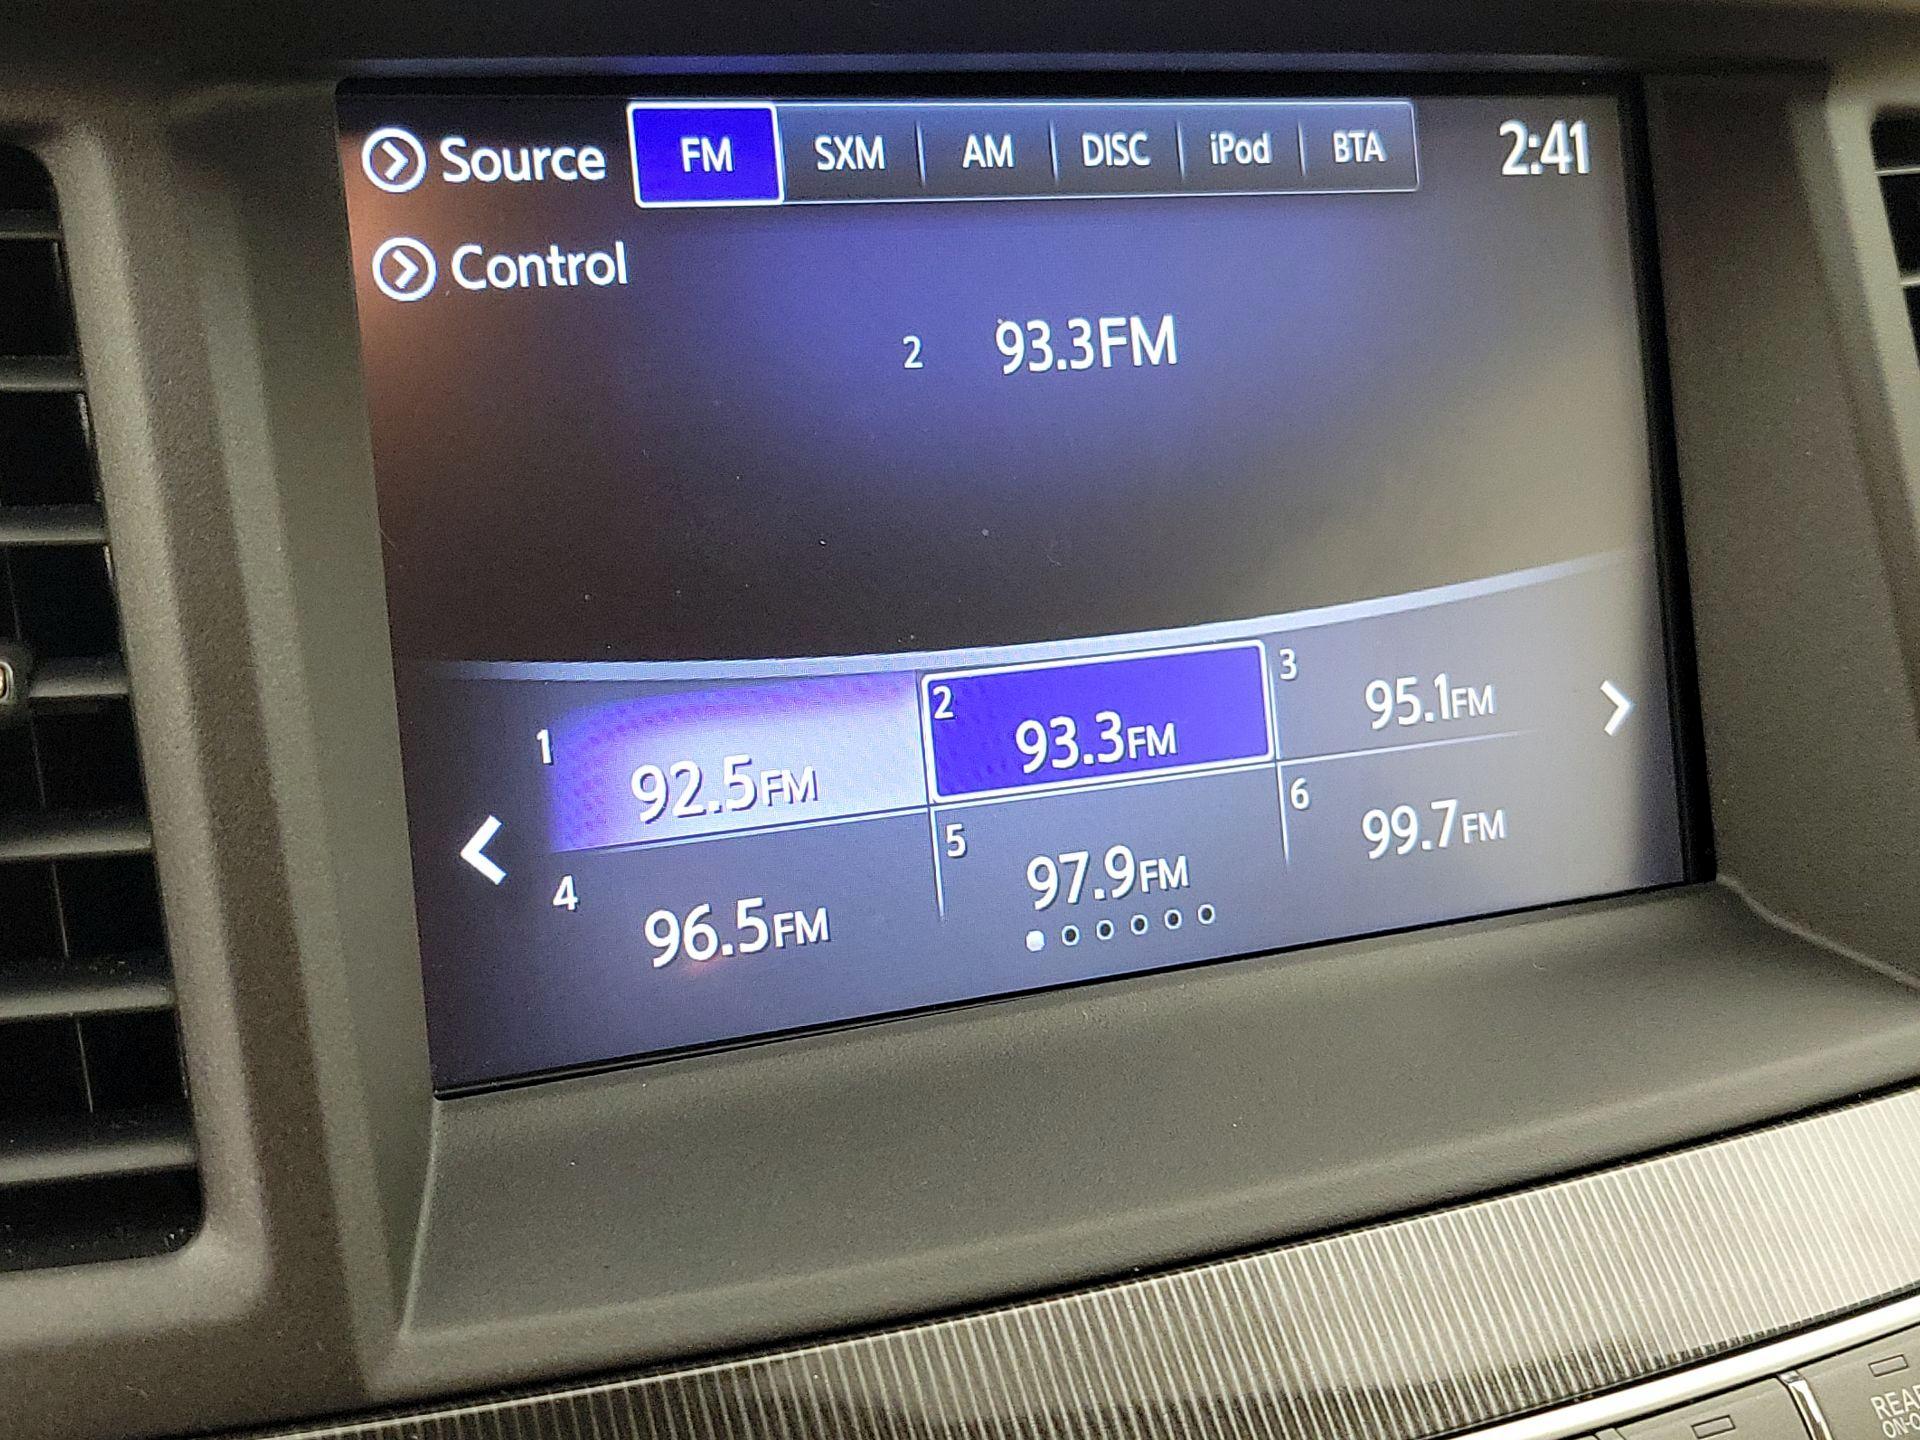 Source FM SXM AM DISC iPod BTA 2:41
Control
2 93.3FM
1 92.5FM 2 93.3FM 3 95.1FM
4 96.5FM 5 97.9FM 6 99.7FM